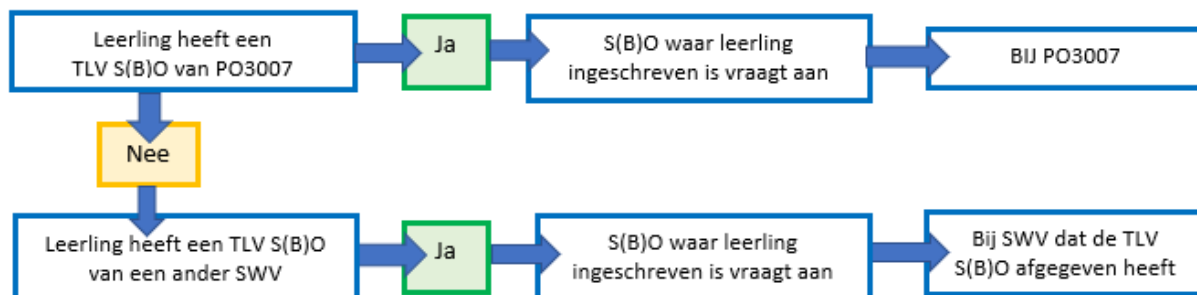 Leerling heeft een
TLV S(B)O van PO3007
Ja
S(B)O waar leerling
ingeschreven is vraagt aan
BIJ PO3007
Nee
Leerling heeft een TLV S(B)O
van een ander SWV
Ja
S(B)O waar leerling
ingeschreven is vraagt aan
Bij SWV dat de TLV
S(B)O afgegeven heeft